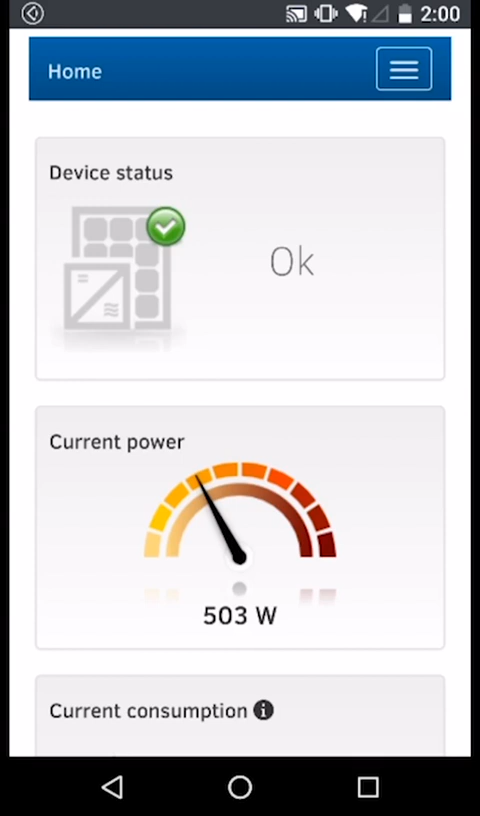 2:00
Home
Device status
Ok
Current power
503 W
Current consumption